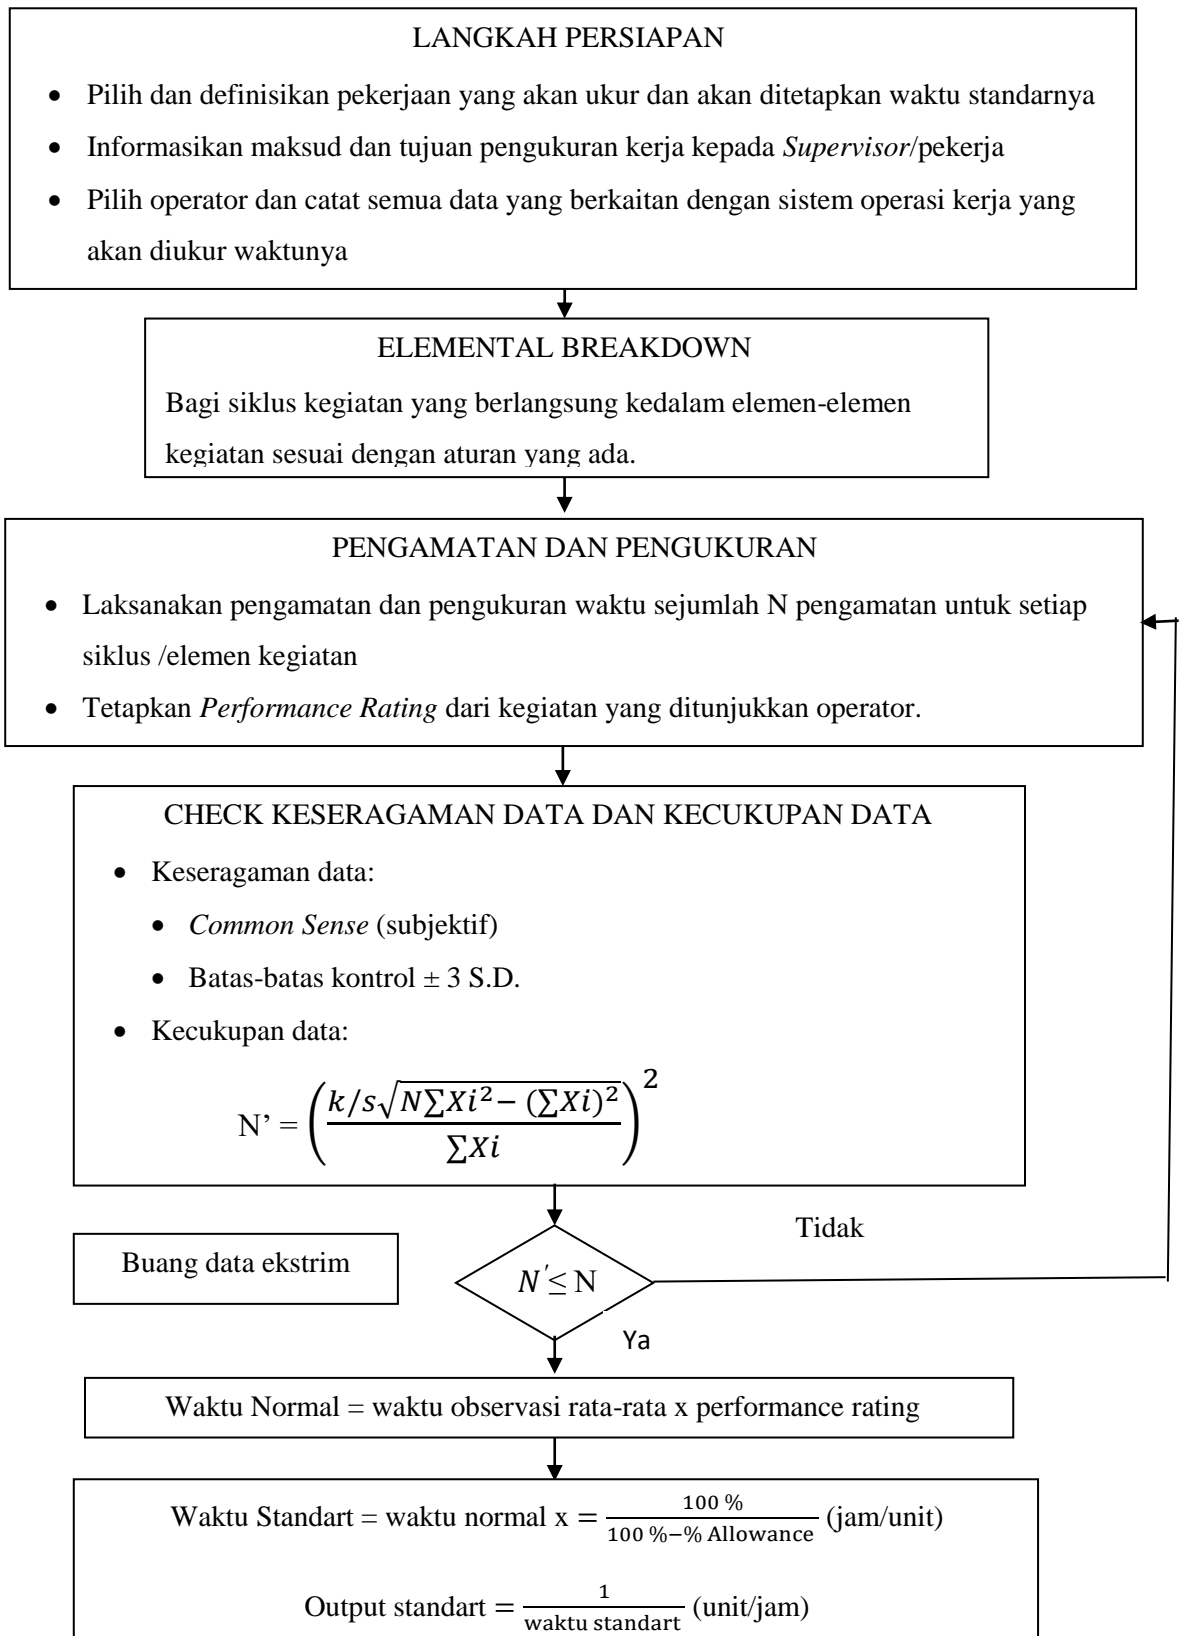 LANGKAH PERSIAPAN
• Pilih dan definisikan pekerjaan yang akan ukur dan akan ditetapkan waktu standarnya
• Informasikan maksud dan tujuan pengukuran kerja kepada Supervisor/pekerja
• Pilih operator dan catat semua data yang berkaitan dengan sistem operasi kerja yang
akan diukur waktunya
ELEMENTAL BREAKDOWN
Bagi siklus kegiatan yang berlangsung kedalam elemen-elemen
kegiatan sesuai dengan aturan yang ada.
PENGAMATAN DAN PENGUKURAN
• Laksanakan pengamatan dan pengukuran waktu sejumlah N pengamatan untuk setiap
siklus /elemen kegiatan
• Tetapkan Performance Rating dari kegiatan yang ditunjukkan operator.
CHECK KESERAGAMAN DATA DAN KECUKUPAN DATA
• Keseragaman data:
• Common Sense (subjektif)
• Batas-batas kontrol ± 3 S.D.
• Kecukupan data:
N’ = (k/s√(N∑Xi² − (∑Xi)²) / ∑Xi)²
Tidak
Buang data ekstrim
N′ ≤ N
Ya
Waktu Normal = waktu observasi rata-rata x performance rating
Waktu Standart = waktu normal x = 100 % / 100 %−% Allowance (jam/unit)
Output standart = 1 / waktu standart (unit/jam)